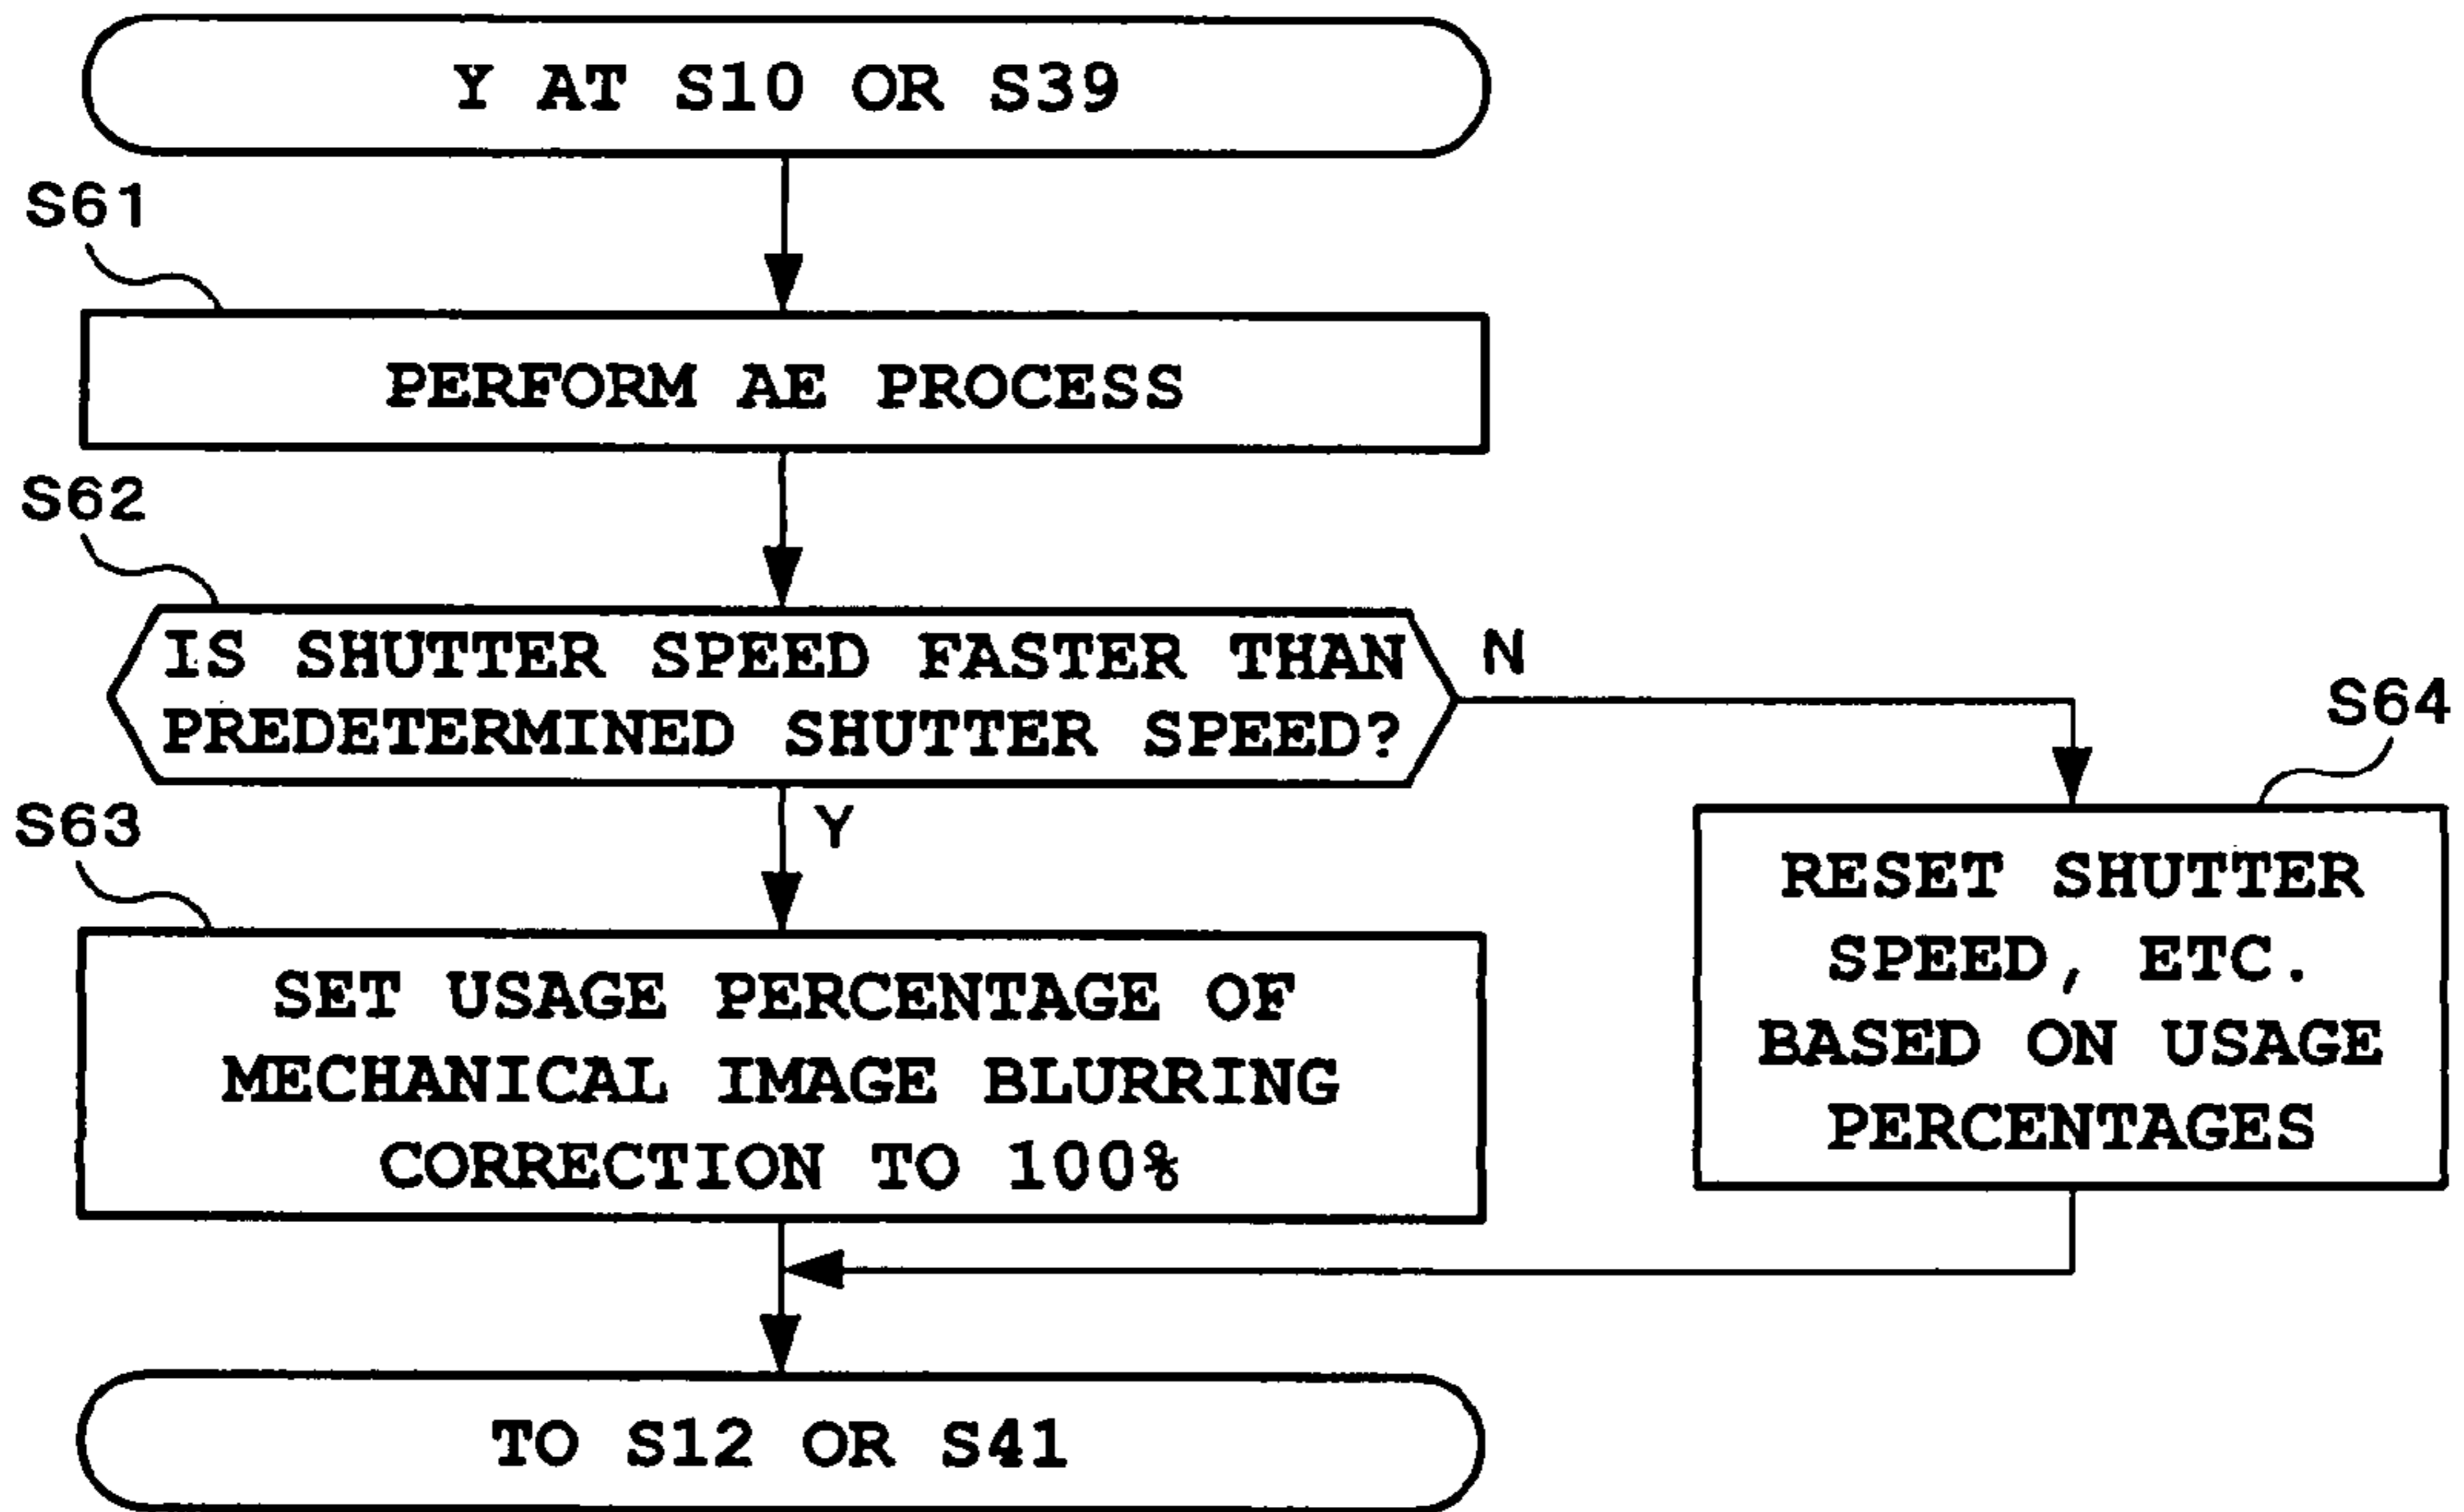 Y AT S10 OR S39
S61
PERFORM AE PROCESS
S62
IS SHUTTER SPEED FASTER THAN
PREDETERMINED SHUTTER SPEED?
N
Y
S63
SET USAGE PERCENTAGE OF
MECHANICAL IMAGE BLURRING
CORRECTION TO 100%
S64
RESET SHUTTER
SPEED, ETC.
BASED ON USAGE
PERCENTAGES
TO S12 OR S41